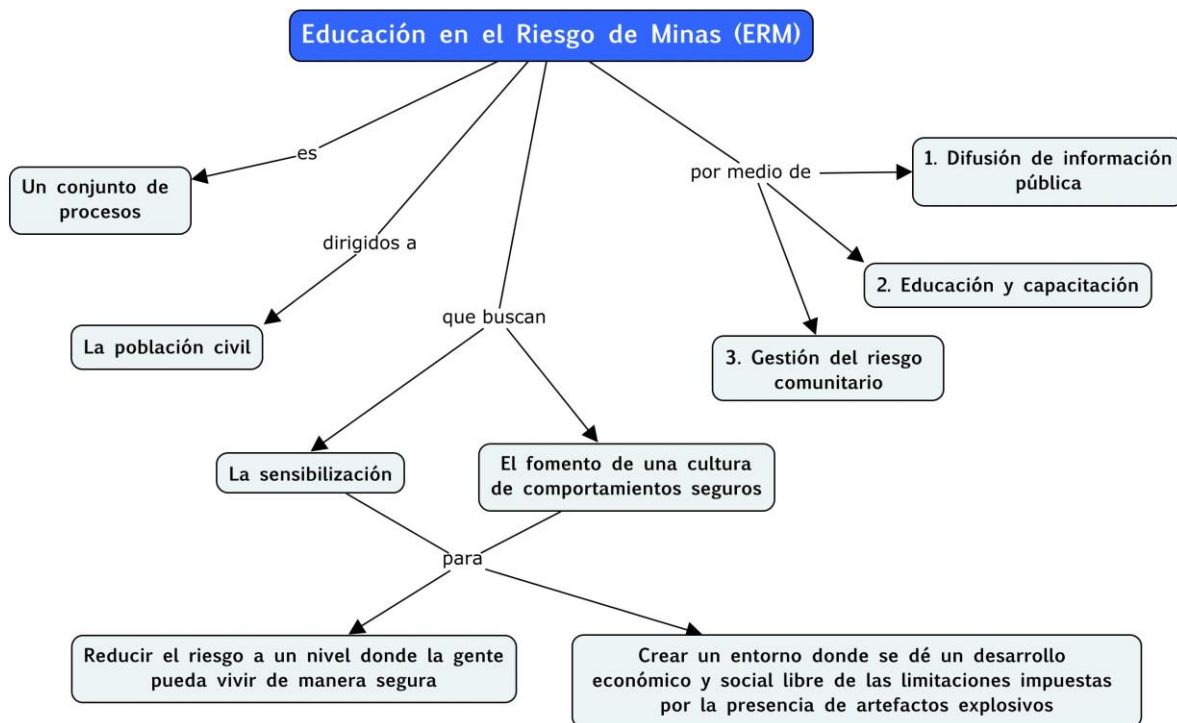 Educación en el Riesgo de Minas (ERM)
es
Un conjunto de
procesos
dirigidos a
La población civil
que buscan
La sensibilización
El fomento de una cultura
de comportamientos seguros
para
Reducir el riesgo a un nivel donde la gente
pueda vivir de manera segura
Crear un entorno donde se dé un desarrollo
económico y social libre de las limitaciones impuestas
por la presencia de artefactos explosivos
por medio de
1. Difusión de información
pública
2. Educación y capacitación
3. Gestión del riesgo
comunitario